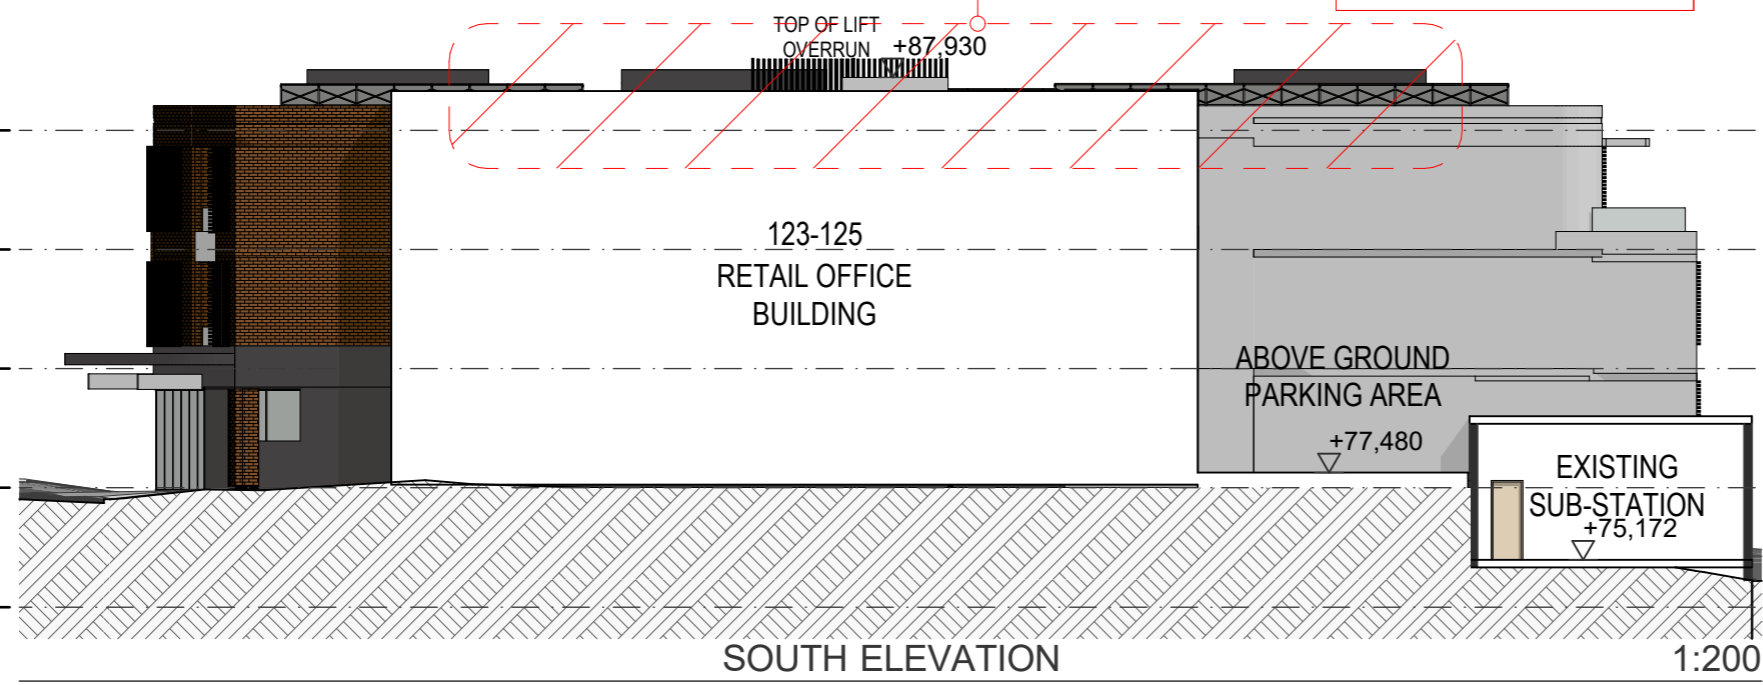 TOP OF LIFT
OVERRUN
+87,930
123-125
RETAIL OFFICE
BUILDING
ABOVE GROUND
PARKING AREA
+77,480
EXISTING
SUB-STATION
+75,172
SOUTH ELEVATION
1:200